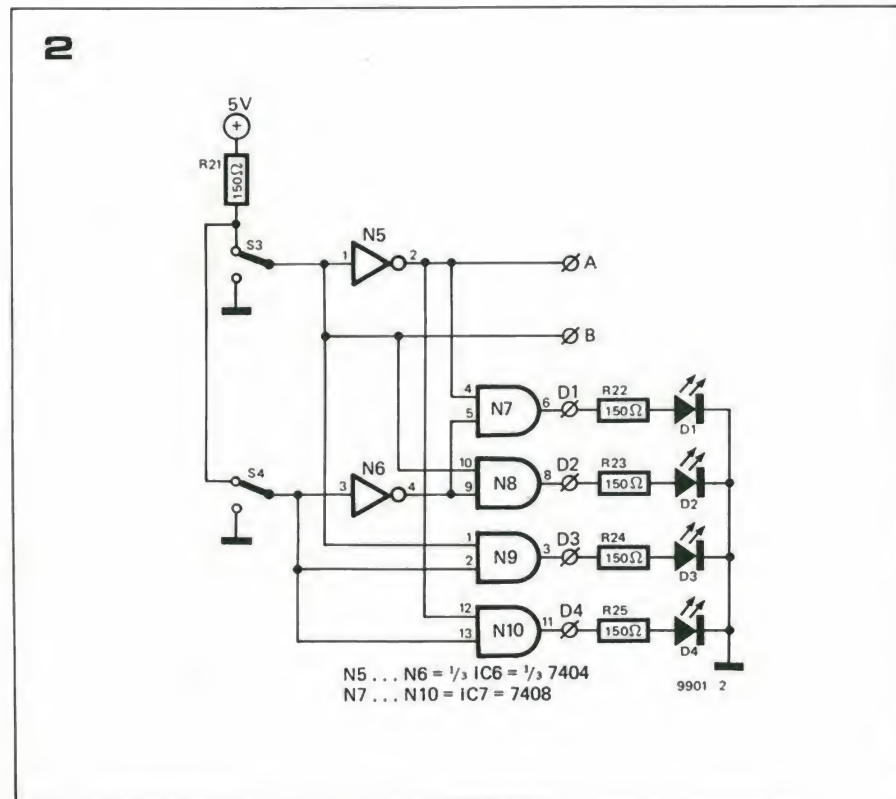 2
5V
R21
150Ω
S3
N5
1
2
A
B
S4
N6
3
4
4
5
N7
6
D1
R22
150Ω
D1
10
9
N8
8
D2
R23
150Ω
D2
1
2
N9
3
D3
R24
150Ω
D3
12
13
N10
11
D4
R25
150Ω
D4
N5 ... N6 = 1/3 iC6 = 1/3 7404
N7 ... N10 = iC7 = 7408
9901 2